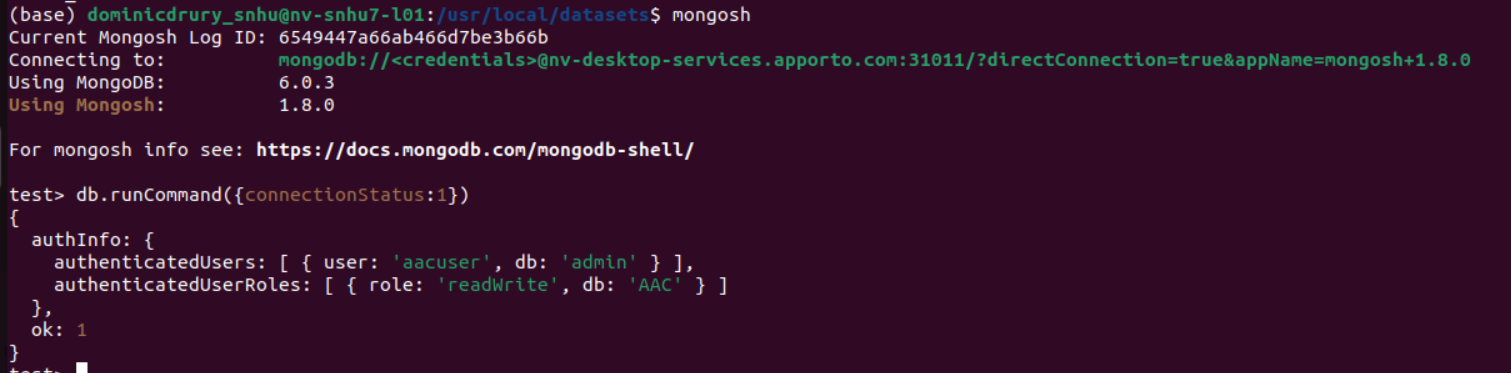 (base) dominicdrury_snhu@nv-snhu7-l01:/usr/local/datasets$ mongosh
Current Mongosh Log ID: 6549447a66ab466d7be3b66b
Connecting to:          mongodb://<credentials>@nv-desktop-services.apporto.com:31011/?directConnection=true&appName=mongosh+1.8.0
Using MongoDB:          6.0.3
Using Mongosh:          1.8.0

For mongosh info see: https://docs.mongodb.com/mongodb-shell/

test> db.runCommand({connectionStatus:1})
{
  authInfo: {
    authenticatedUsers: [ { user: 'aacuser', db: 'admin' } ],
    authenticatedUserRoles: [ { role: 'readWrite', db: 'AAC' } ]
  },
  ok: 1
}
test>